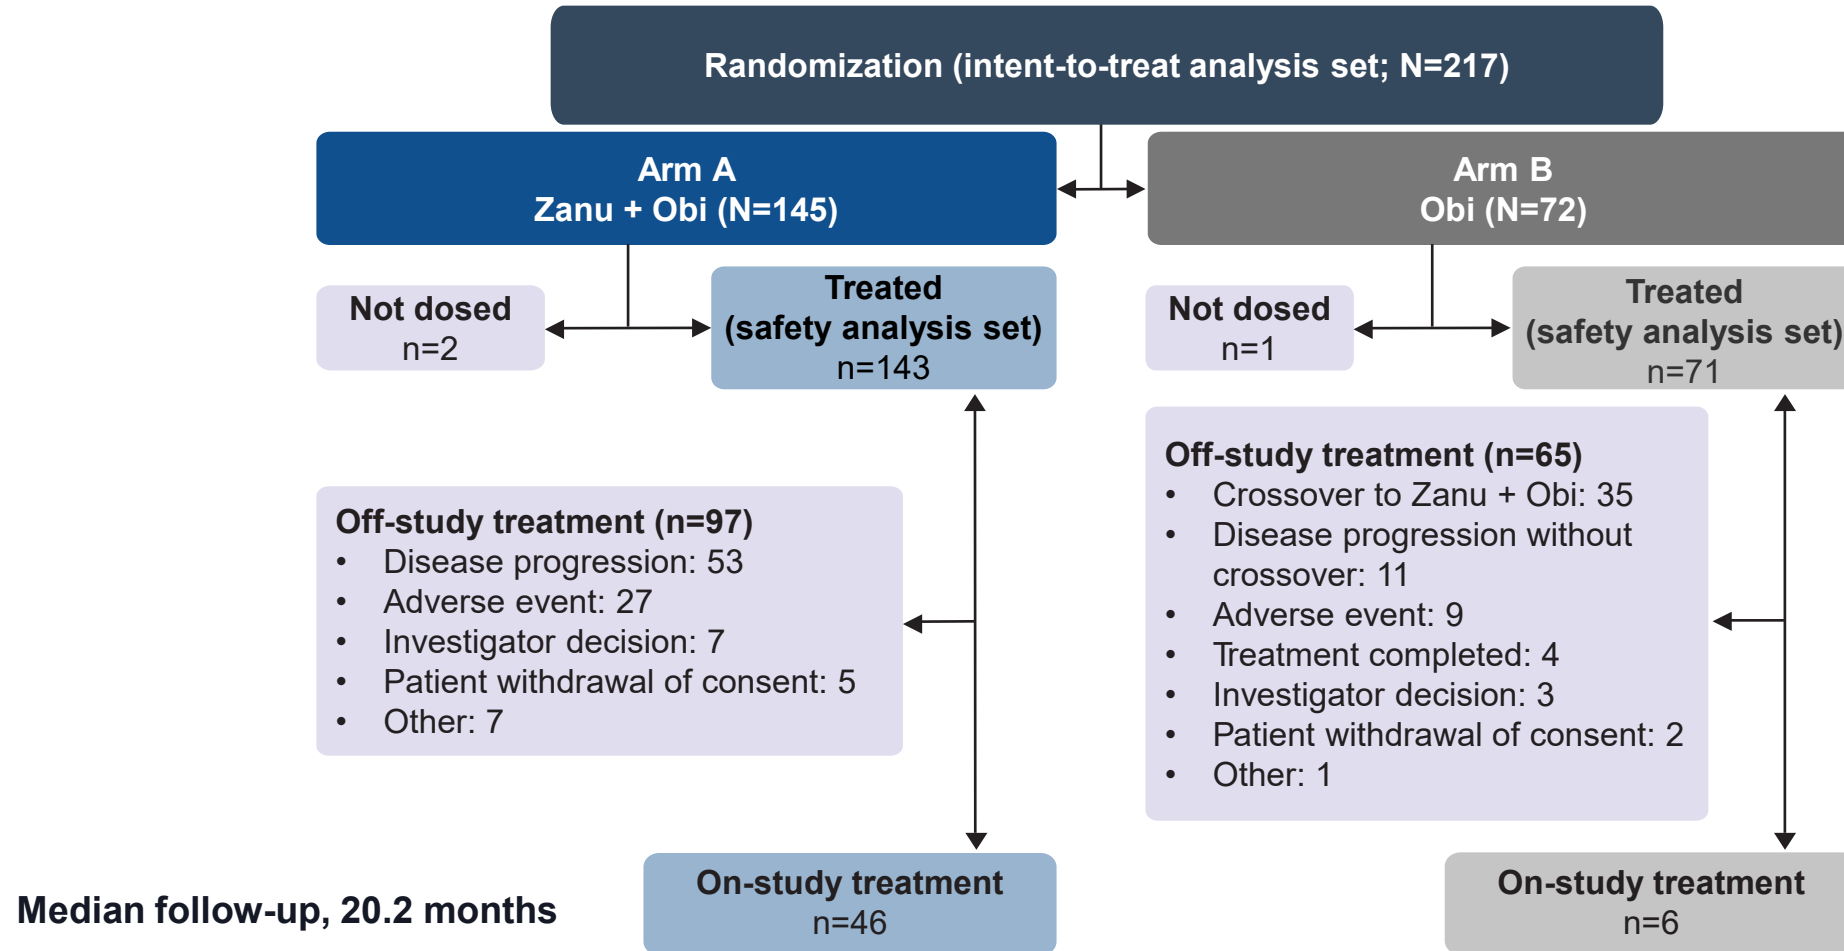 Randomization (intent-to-treat analysis set; N=217)
Arm A
Zanu + Obi (N=145)
Arm B
Obi (N=72)
Not dosed
n=2
Treated
(safety analysis set)
n=143
Not dosed
n=1
Treated
(safety analysis set)
n=71
Off-study treatment (n=97)
• Disease progression: 53
• Adverse event: 27
• Investigator decision: 7
• Patient withdrawal of consent: 5
• Other: 7
Off-study treatment (n=65)
• Crossover to Zanu + Obi: 35
• Disease progression without
crossover: 11
• Adverse event: 9
• Treatment completed: 4
• Investigator decision: 3
• Patient withdrawal of consent: 2
• Other: 1
On-study treatment
n=46
On-study treatment
n=6
Median follow-up, 20.2 months